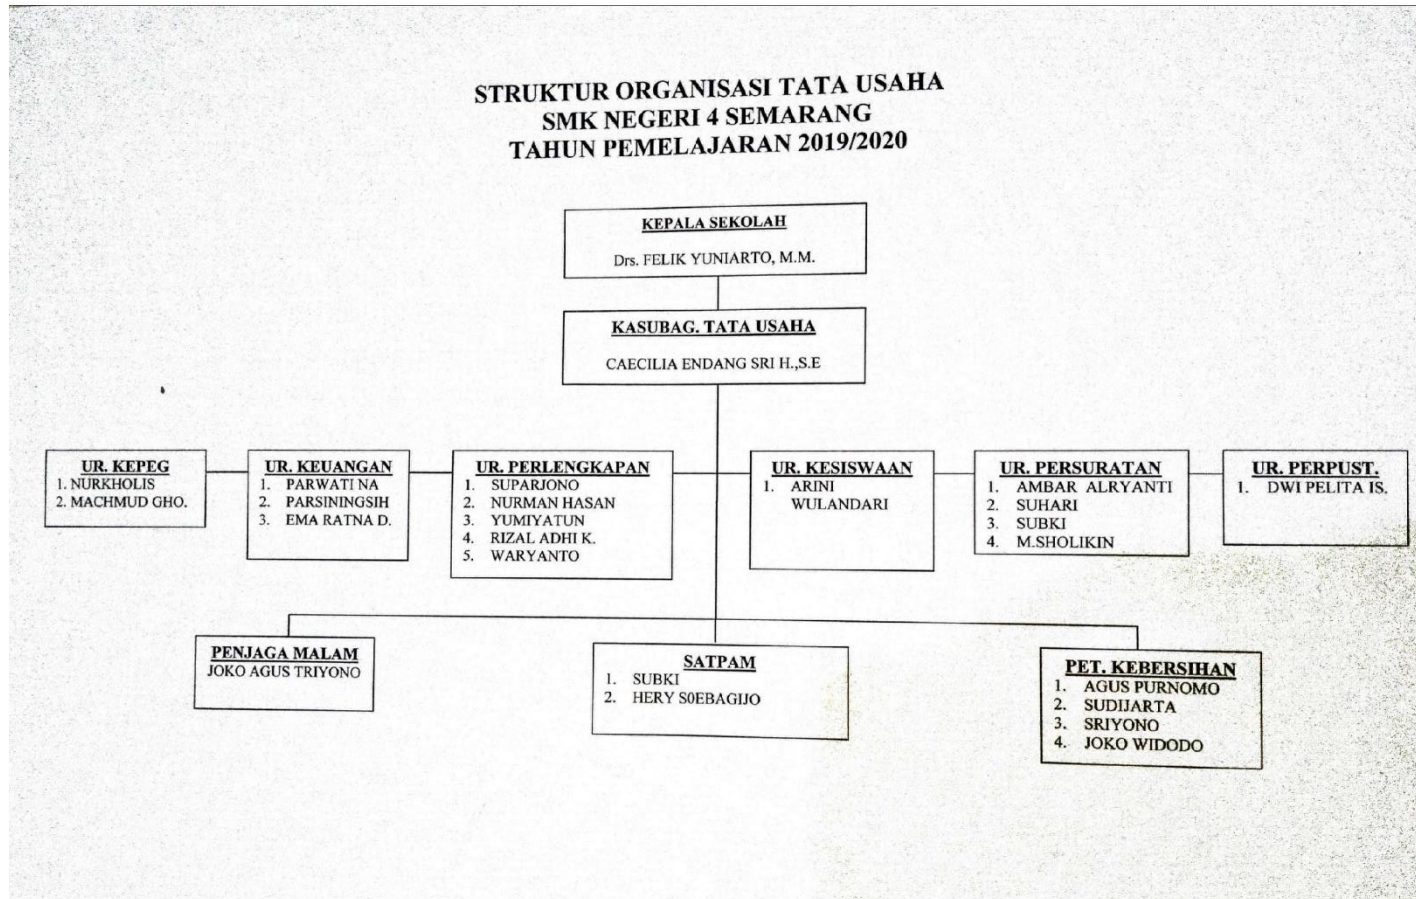 STRUKTUR ORGANISASI TATA USAHA
SMK NEGERI 4 SEMARANG
TAHUN PEMELAJARAN 2019/2020
KEPALA SEKOLAH
Drs. FELIK YUNIARTO, M.M.
KASUBAG. TATA USAHA
CAECILIA ENDANG SRI H.,S.E
UR. KEPEG
1. NURKHOLIS
2. MACHMUD GHO.
UR. KEUANGAN
1. PARWATI NA
2. PARSININGSIH
3. EMA RATNA D.
UR. PERLENGKAPAN
1. SUPARJONO
2. NURMAN HASAN
3. YUMIYATUN
4. RIZAL ADHI K.
5. WARYANTO
UR. KESISWAAN
1. ARINI
WULANDARI
UR. PERSURATAN
1. AMBAR ALRYANTI
2. SUHARI
3. SUBKI
4. M.SHOLIKIN
UR. PERPUST.
1. DWI PELITA IS.
PENJAGA MALAM
JOKO AGUS TRIYONO
SATPAM
1. SUBKI
2. HERY S0EBAGIJO
PET. KEBERSIHAN
1. AGUS PURNOMO
2. SUDIJARTA
3. SRIYONO
4. JOKO WIDODO